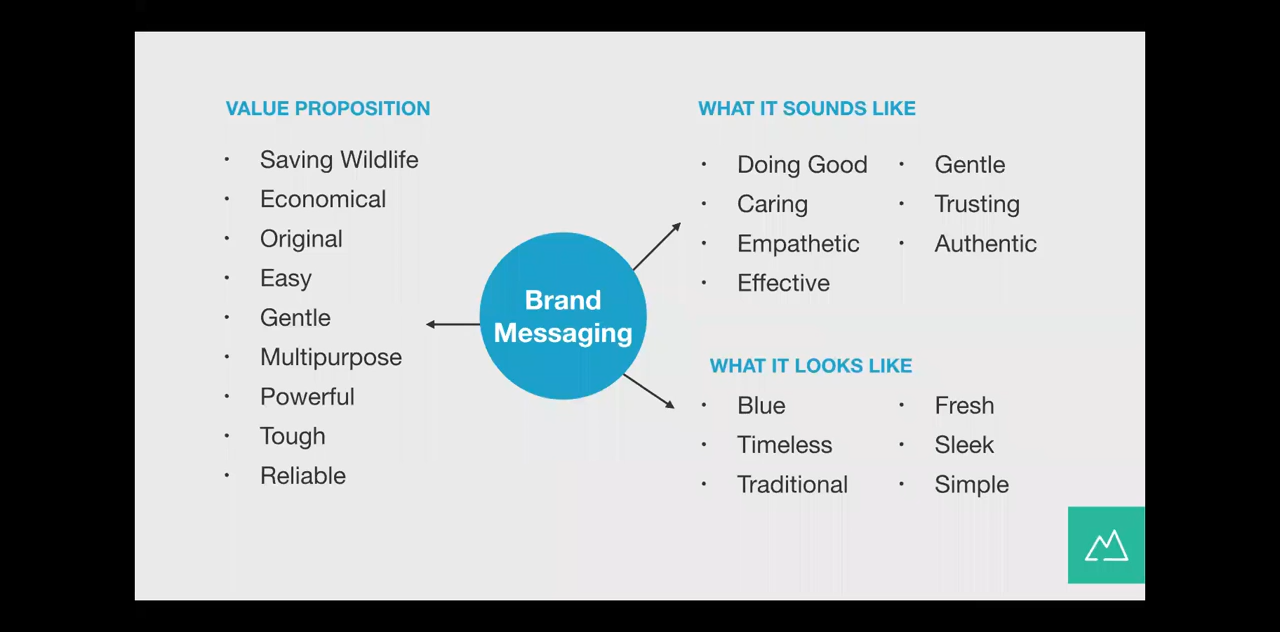 VALUE PROPOSITION
Saving Wildlife
Economical
Original
Easy
Gentle
Multipurpose
Powerful
Tough
Reliable
Brand
Messaging
WHAT IT SOUNDS LIKE
Doing Good
Caring
Empathetic
Effective
Gentle
Trusting
Authentic
WHAT IT LOOKS LIKE
Blue
Timeless
Traditional
Fresh
Sleek
Simple